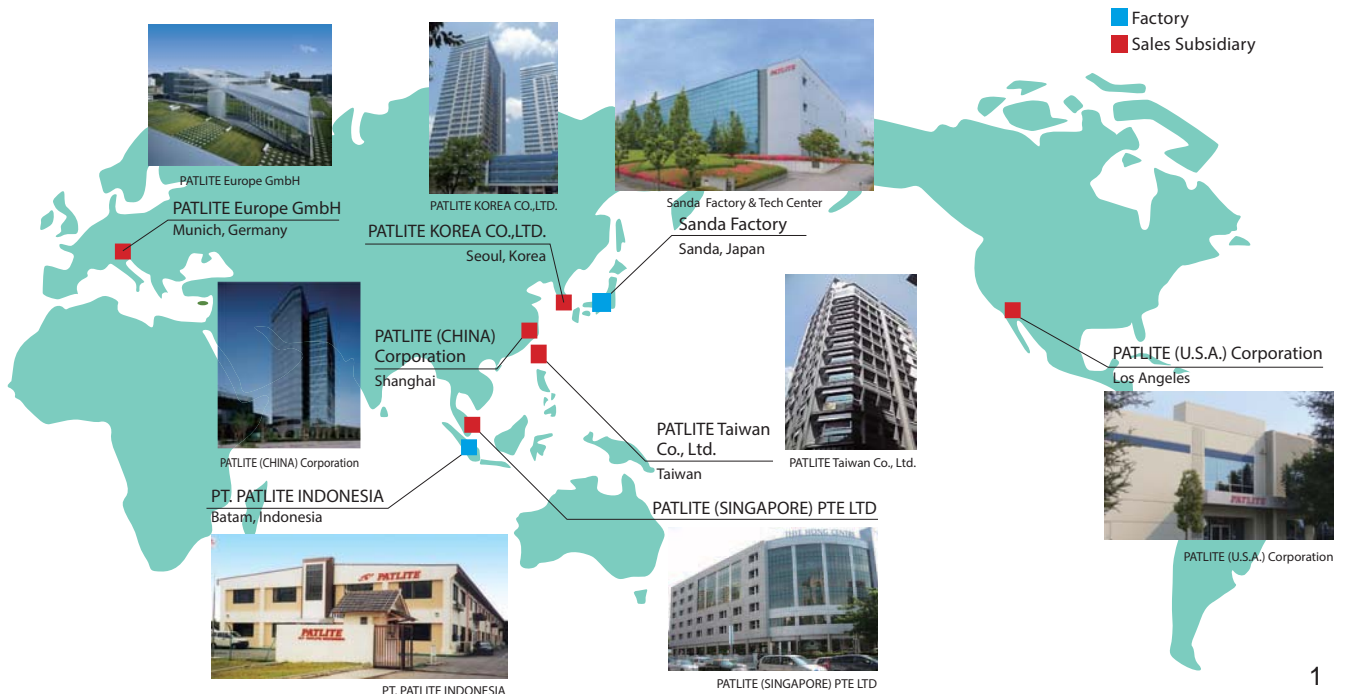 Factory
Sales Subsidiary
PATLITE
PATLITE Europe GmbH
PATLITE KOREA CO.,LTD.
Sanda Factory & Tech Center
PATLITE Europe GmbH
Munich, Germany
PATLITE KOREA CO.,LTD.
Seoul, Korea
Sanda Factory
Sanda, Japan
PATLITE (CHINA)
Corporation
Shanghai
PATLITE (U.S.A.) Corporation
Los Angeles
PATLITE Taiwan
Co., Ltd.
Taiwan
PATLITE (CHINA) Corporation
PATLITE Taiwan Co., Ltd.
PT. PATLITE INDONESIA
Batam, Indonesia
PATLITE (SINGAPORE) PTE LTD
PATLITE
PATLITE (U.S.A.) Corporation
PATLITE
PATLITE
PT. PATLITE INDONESIA
PATLITE (SINGAPORE) PTE LTD
1